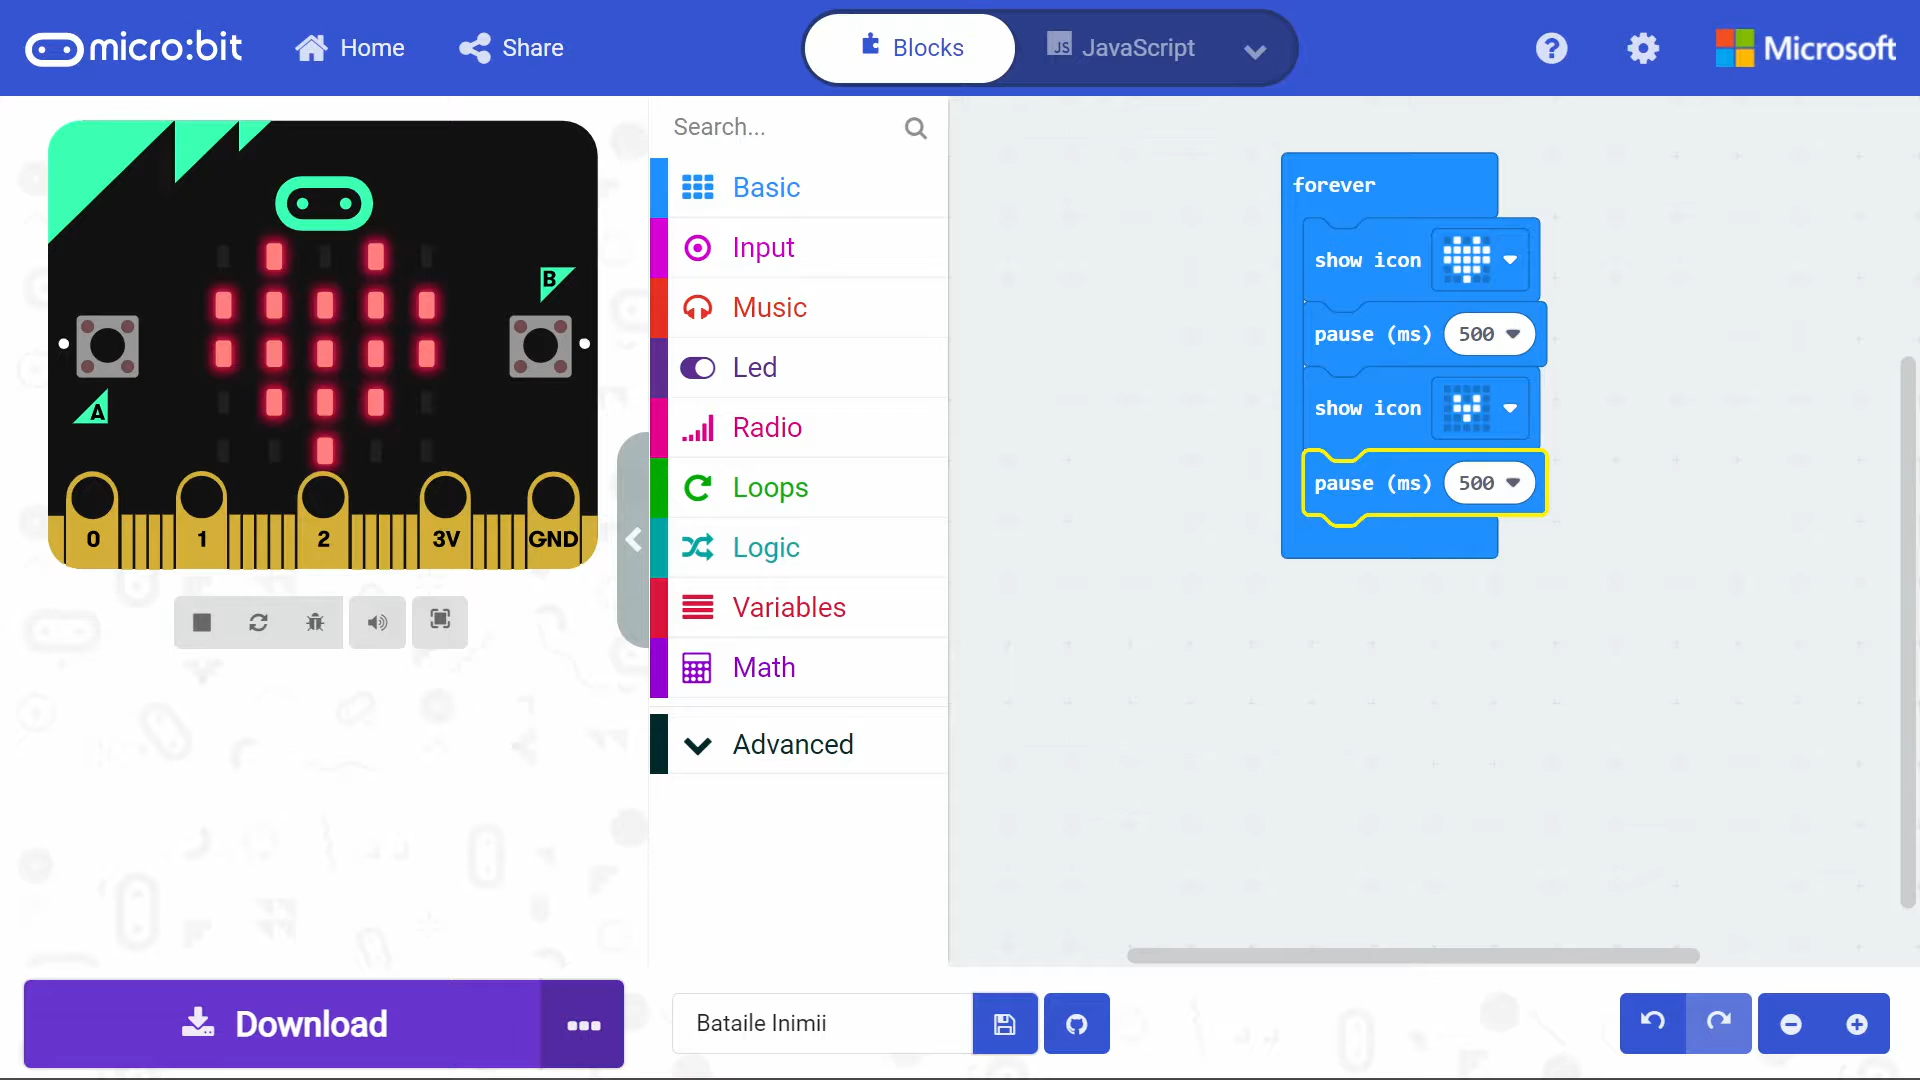 micro:bit
Home
Share
Blocks
JS JavaScript
?
Microsoft
Search...
Basic
Input
Music
Led
Radio
Loops
Logic
Variables
Math
Advanced
B
A
0
1
2
3V
GND
forever
show icon
pause (ms) 500
show icon
pause (ms) 500
Download
Bataile Inimii